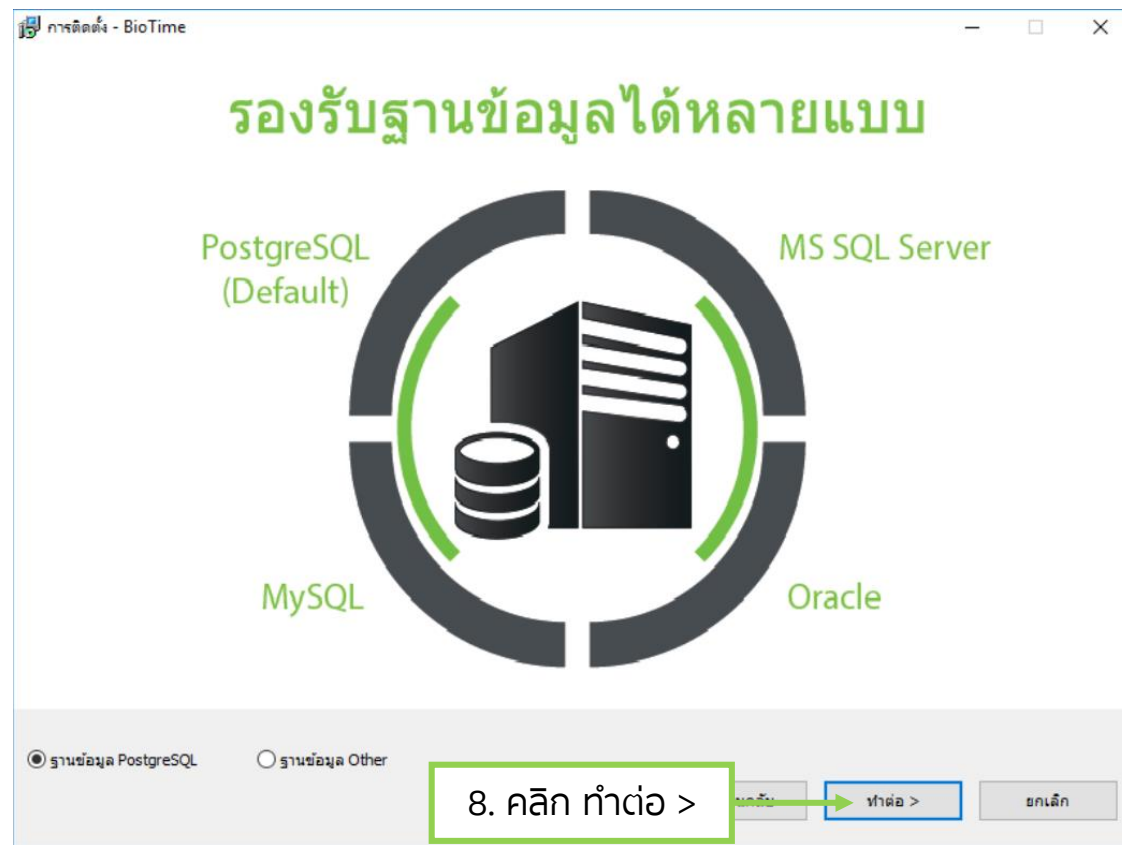 การติดตั้ง - BioTime
รองรับฐานข้อมูลได้หลายแบบ
PostgreSQL
(Default)
MS SQL Server
MySQL
Oracle
ฐานข้อมูล PostgreSQL
ฐานข้อมูล Other
8. คลิก ทำต่อ >
ทำต่อ >
ยกเลิก